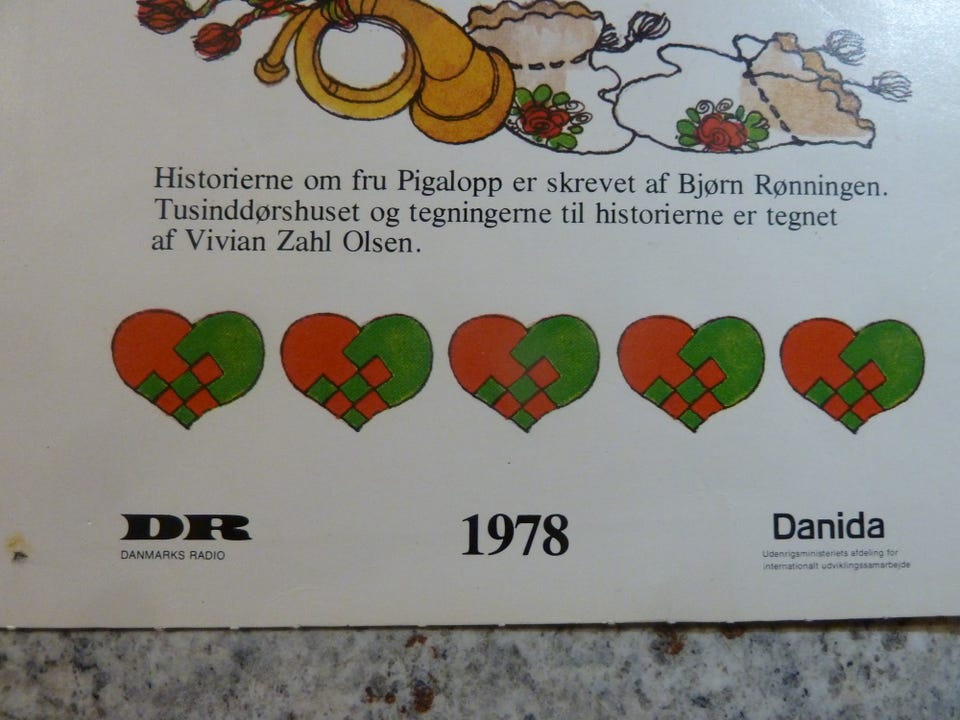 Historierne om fru Pigalopp er skrevet af Bjørn Rønningen.
Tusinddørshuset og tegningerne til historierne er tegnet
af Vivian Zahl Olsen.
DR
DANMARKS RADIO
1978
Danida
Udenrigsministeriets afdeling for
internationalt udviklingssamarbejde